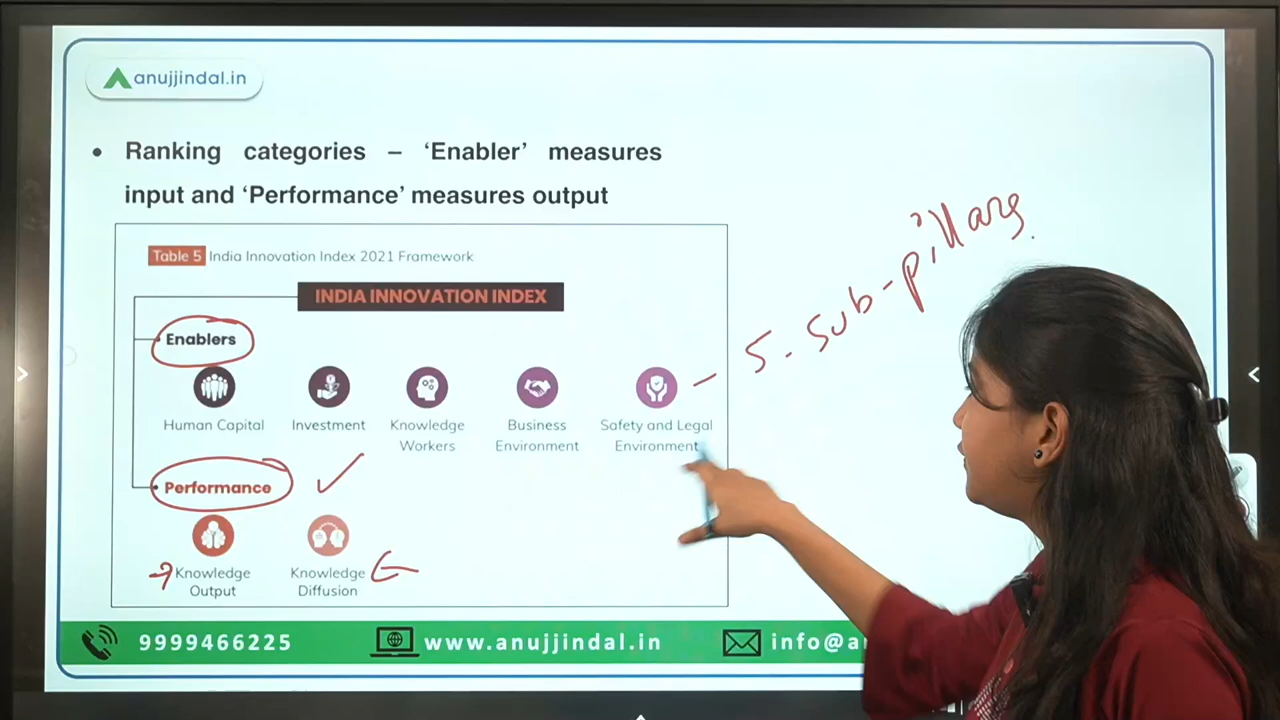 anujjindal.in
• Ranking categories – ‘Enabler’ measures
input and ‘Performance’ measures output
Table 5 India Innovation Index 2021 Framework
INDIA INNOVATION INDEX
Enablers
Human Capital
Investment
Knowledge
Workers
Business
Environment
Safety and Legal
Environment
5. Sub-pillars
Performance
Knowledge
Output
Knowledge
Diffusion
9999466225
www.anujjindal.in